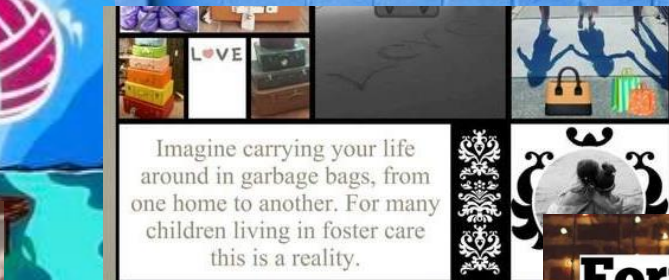 LOVE
Imagine carrying your life
around in garbage bags, from
one home to another. For many
children living in foster care
this is a reality.